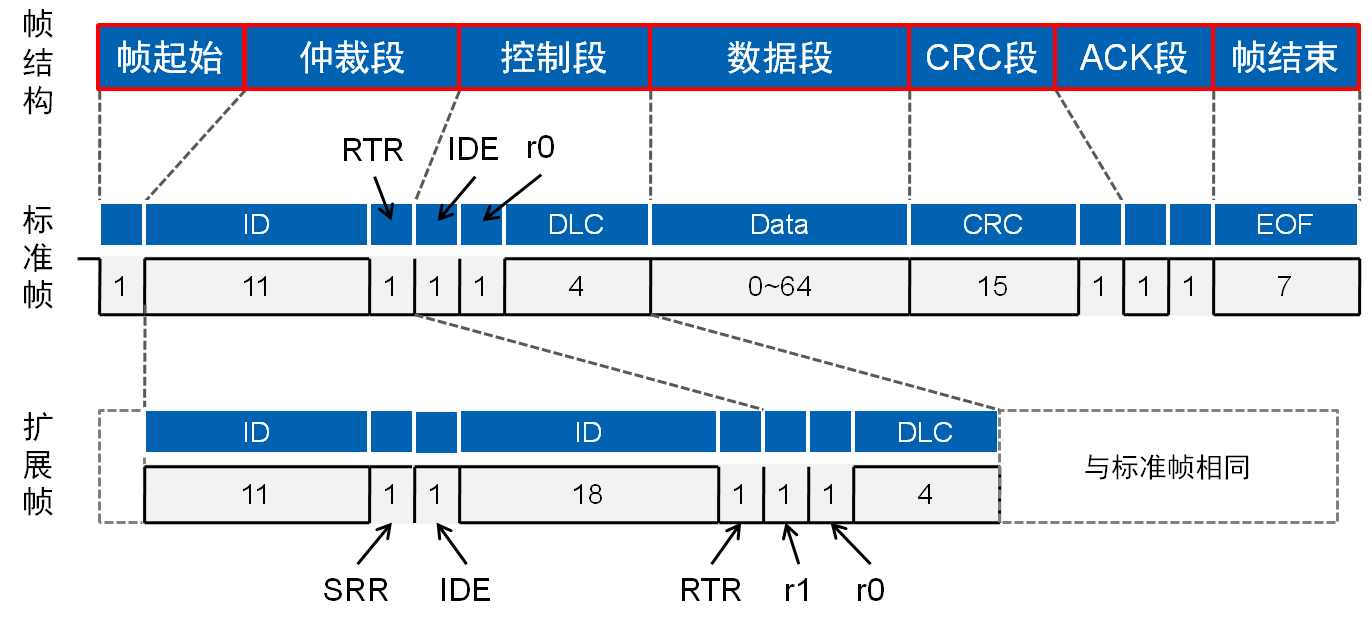 帧结构
帧起始 仲裁段 控制段 数据段 CRC段 ACK段 帧结束
RTR IDE r0
标准帧
ID DLC Data CRC EOF
1 11 1 1 1 4 0~64 15 1 1 1 7
扩展帧
ID ID DLC
11 1 1 18 1 1 1 4
与标准帧相同
SRR IDE RTR r1 r0